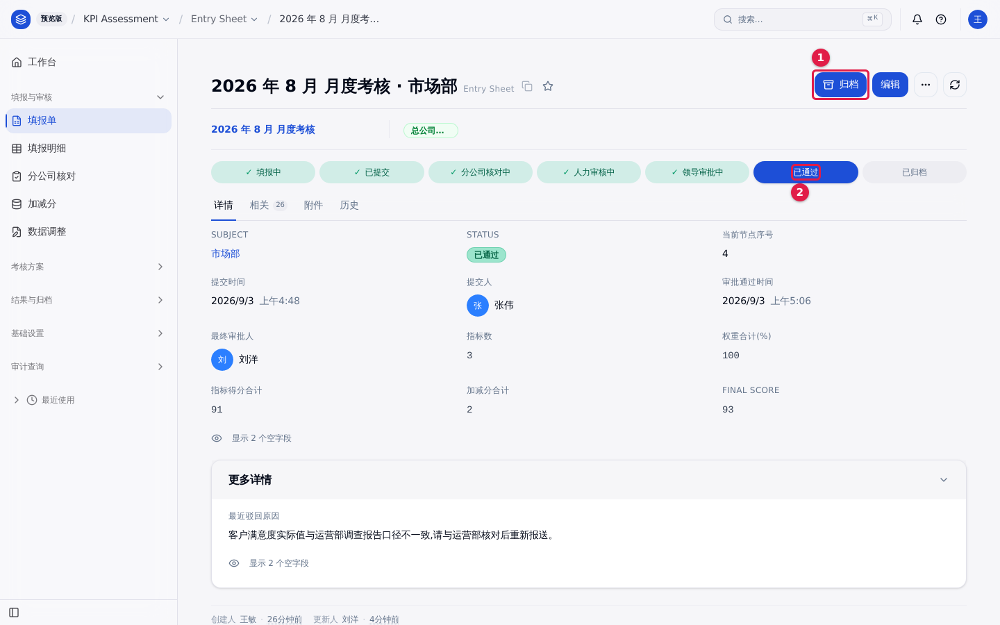 预览版 / KPI Assessment / Entry Sheet / 2026 年 8 月 月度考...
搜索... ⌘K
王
工作台
填报与审核
填报单
填报明细
分公司核对
加减分
数据调整
考核方案
结果与归档
基础设置
审计查询
最近使用
1
2026 年 8 月 月度考核 · 市场部 Entry Sheet
归档 编辑
2026 年 8 月 月度考核 总公司...
✓ 填报中 ✓ 已提交 ✓ 分公司核对中 ✓ 人力审核中 ✓ 领导审批中 已通过 已归档
2
详情 相关 26 附件 历史
SUBJECT STATUS 当前节点序号
市场部 已通过 4
提交时间 提交人 审批通过时间
2026/9/3 上午4:48 张 张伟 2026/9/3 上午5:06
最终审批人 指标数 权重合计(%)
刘 刘洋 3 100
指标得分合计 加减分合计 FINAL SCORE
91 2 93
显示 2 个空字段
更多详情
最近驳回原因
客户满意度实际值与运营部调查报告口径不一致,请与运营部核对后重新报送。
显示 2 个空字段
创建人 王敏 · 26分钟前 更新人 刘洋 · 4分钟前